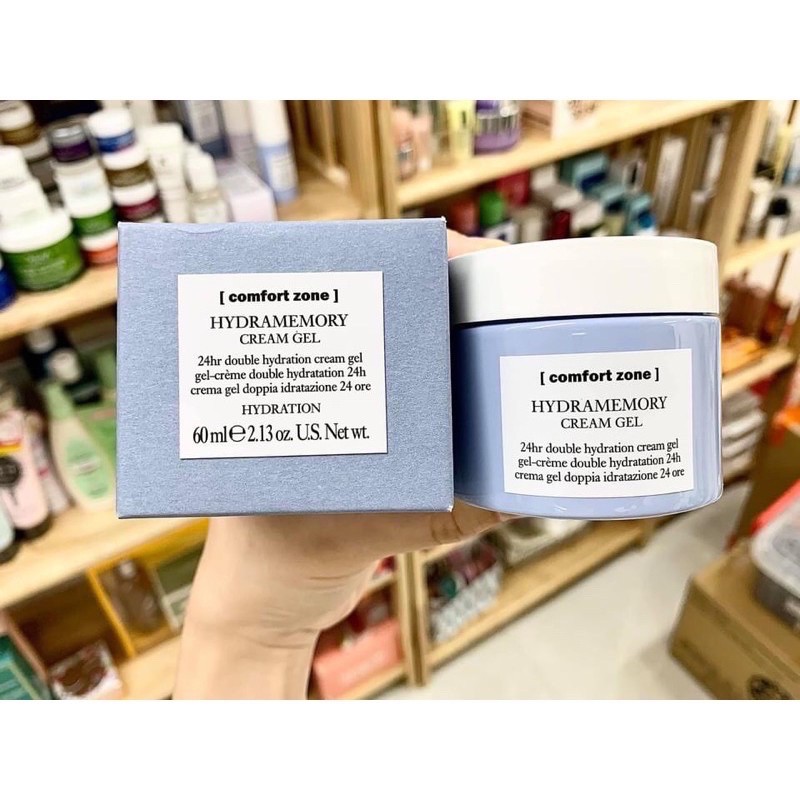 [ comfort zone ]
HYDRAMEMORY
CREAM GEL
24hr double hydration cream gel
gel-crème double hydratation 24h
crema gel doppia idratazione 24 ore
HYDRATION
60 ml ℮ 2.13 oz. U.S. Net wt.
[ comfort zone ]
HYDRAMEMORY
CREAM GEL
24hr double hydration cream gel
gel-crème double hydratation 24h
crema gel doppia idratazione 24 ore